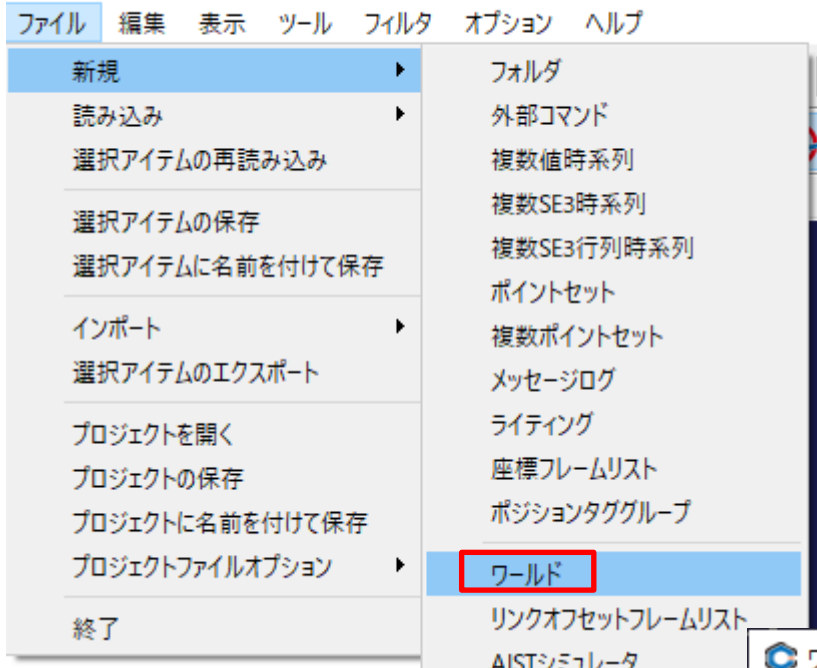 ファイル 編集 表示 ツール フィルタ オプション ヘルプ
新規
読み込み
選択アイテムの再読み込み
選択アイテムの保存
選択アイテムに名前を付けて保存
インポート
選択アイテムのエクスポート
プロジェクトを開く
プロジェクトの保存
プロジェクトに名前を付けて保存
プロジェクトファイルオプション
終了
フォルダ
外部コマンド
複数値時系列
複数SE3時系列
複数SE3行列時系列
ポイントセット
複数ポイントセット
メッセージログ
ライティング
座標フレームリスト
ポジションタググループ
ワールド
リンクオフセットフレームリスト
AISTシミュレータ